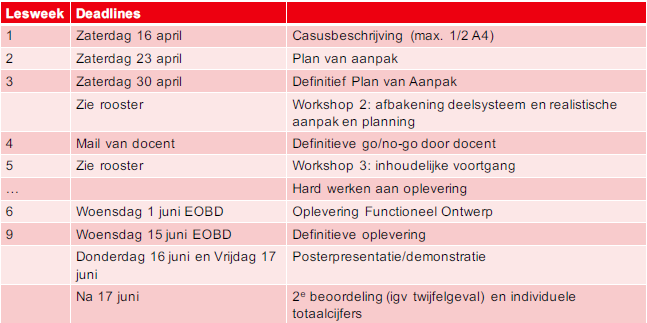 Lesweek Deadlines
1 Zaterdag 16 april Casusbeschrijving (max. 1/2 A4)
2 Zaterdag 23 april Plan van aanpak
3 Zaterdag 30 april Definitief Plan van Aanpak
Zie rooster Workshop 2: afbakening deelsysteem en realistische
aanpak en planning
4 Mail van docent Definitieve go/no-go door docent
5 Zie rooster Workshop 3: inhoudelijke voortgang
... Hard werken aan oplevering
6 Woensdag 1 juni EOBD Oplevering Functioneel Ontwerp
9 Woensdag 15 juni EOBD Definitieve oplevering
Donderdag 16 juni en Vrijdag 17 Posterpresentatie/demonstratie
juni
Na 17 juni 2e beoordeling (igv twijfelgeval) en individuele
totaalcijfers